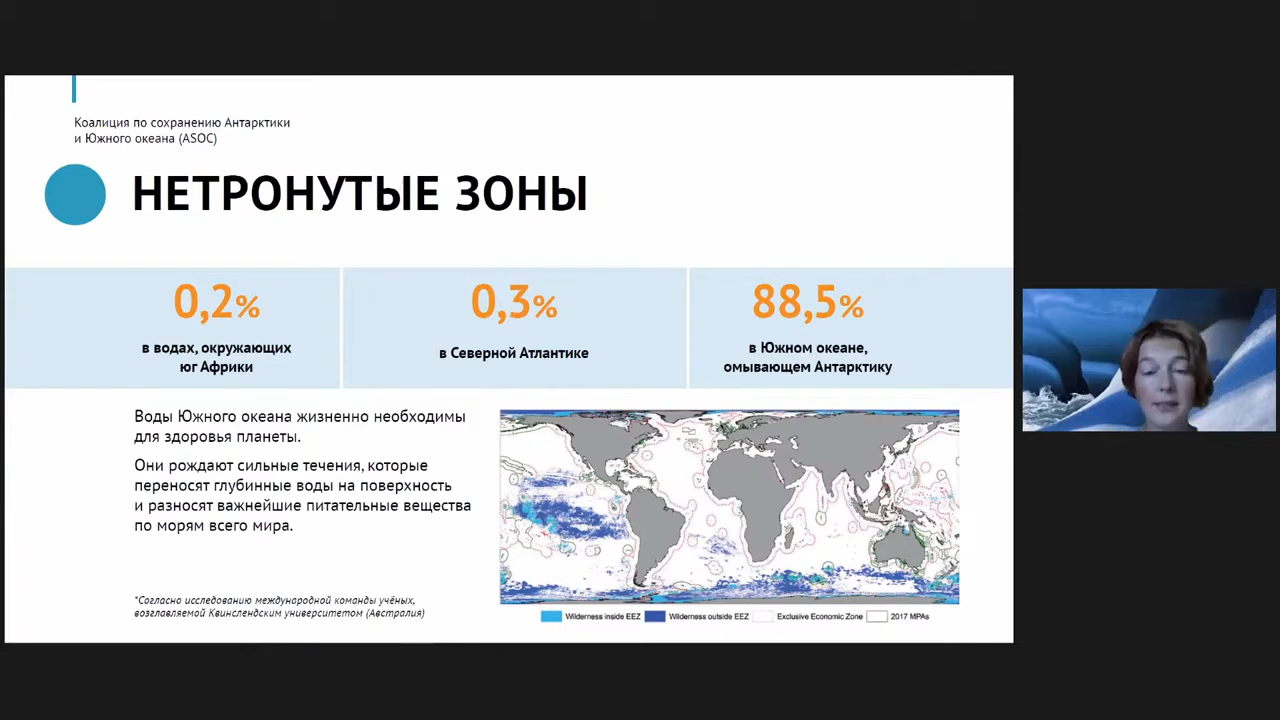 Коалиция по сохранению Антарктики
и Южного океана (ASOC)
НЕТРОНУТЫЕ ЗОНЫ
0,2%
в водах, окружающих
юг Африки
0,3%
в Северной Атлантике
88,5%
в Южном океане,
омывающем Антарктику
Воды Южного океана жизненно необходимы
для здоровья планеты.
Они рождают сильные течения, которые
переносят глубинные воды на поверхность
и разносят важнейшие питательные вещества
по морям всего мира.
*Согласно исследованию международной команды учёных,
возглавляемой Квинслендским университетом (Австралия)
Wilderness inside EEZ Wilderness outside EEZ Exclusive Economic Zone 2017 MPAs